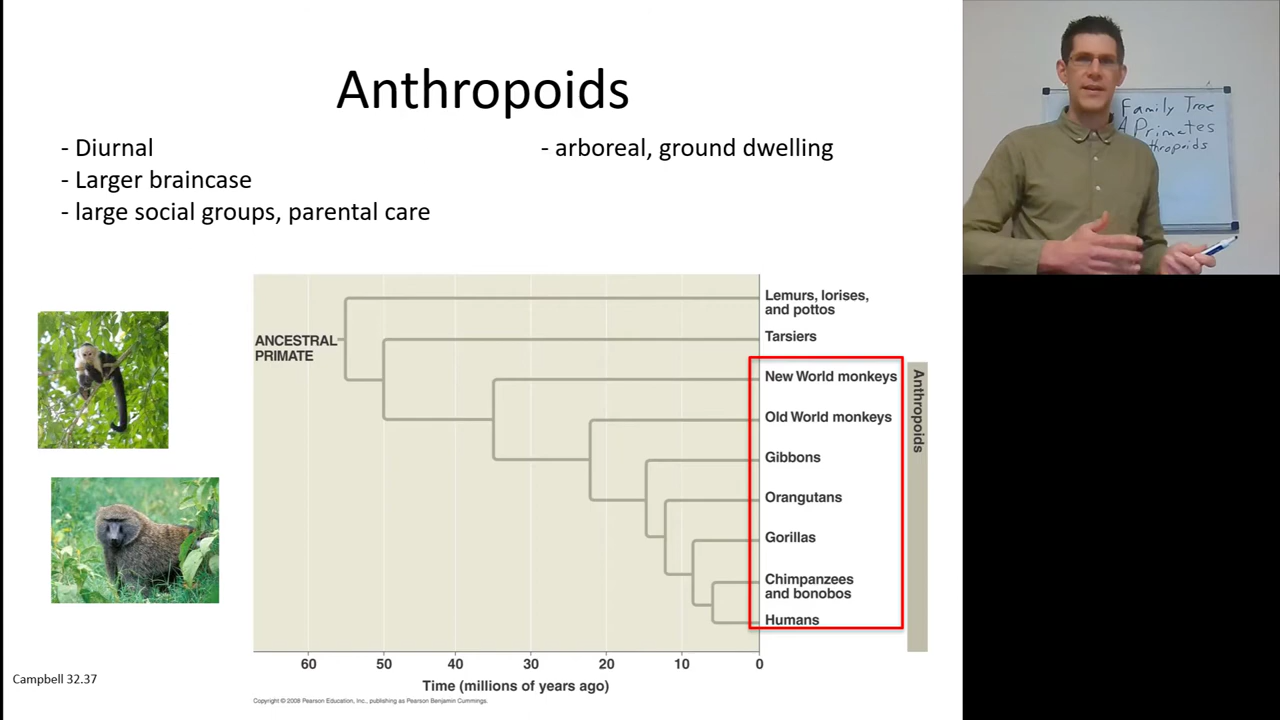 Anthropoids
- Diurnal
- Larger braincase
- large social groups, parental care
- arboreal, ground dwelling
Family Tree
Primates
thropoids
ANCESTRAL
PRIMATE
Lemurs, lorises,
and pottos
Tarsiers
New World monkeys
Old World monkeys
Gibbons
Orangutans
Gorillas
Chimpanzees
and bonobos
Humans
Anthropoids
60 50 40 30 20 10 0
Time (millions of years ago)
Campbell 32.37
Copyright © 2008 Pearson Education, Inc., publishing as Pearson Benjamin Cummings.